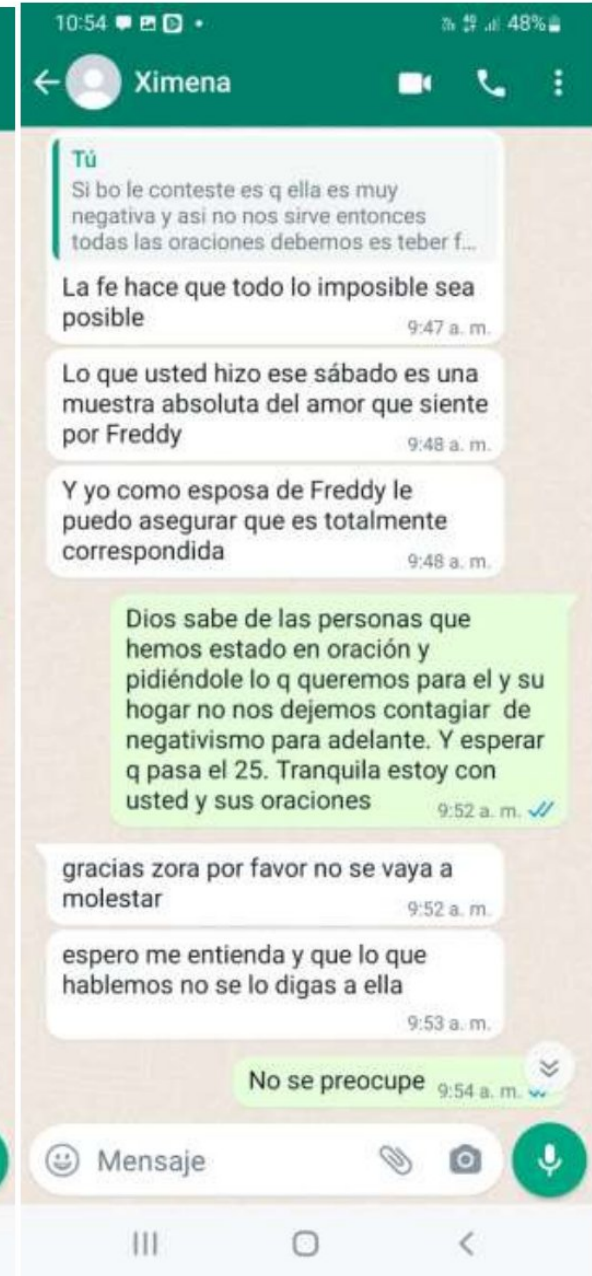 10:54
48%
Ximena
Tú
Si bo le conteste es q ella es muy
negativa y asi no nos sirve entonces
todas las oraciones debemos es teber f...
La fe hace que todo lo imposible sea
posible
9:47 a. m.
Lo que usted hizo ese sábado es una
muestra absoluta del amor que siente
por Freddy
9:48 a. m.
Y yo como esposa de Freddy le
puedo asegurar que es totalmente
correspondida
9:48 a. m.
Dios sabe de las personas que
hemos estado en oración y
pidiéndole lo q queremos para el y su
hogar no nos dejemos contagiar de
negativismo para adelante. Y esperar
q pasa el 25. Tranquila estoy con
usted y sus oraciones
9:52 a. m.
gracias zora por favor no se vaya a
molestar
9:52 a. m.
espero me entienda y que lo que
hablemos no se lo digas a ella
9:53 a. m.
No se preocupe
9:54 a. m.
Mensaje